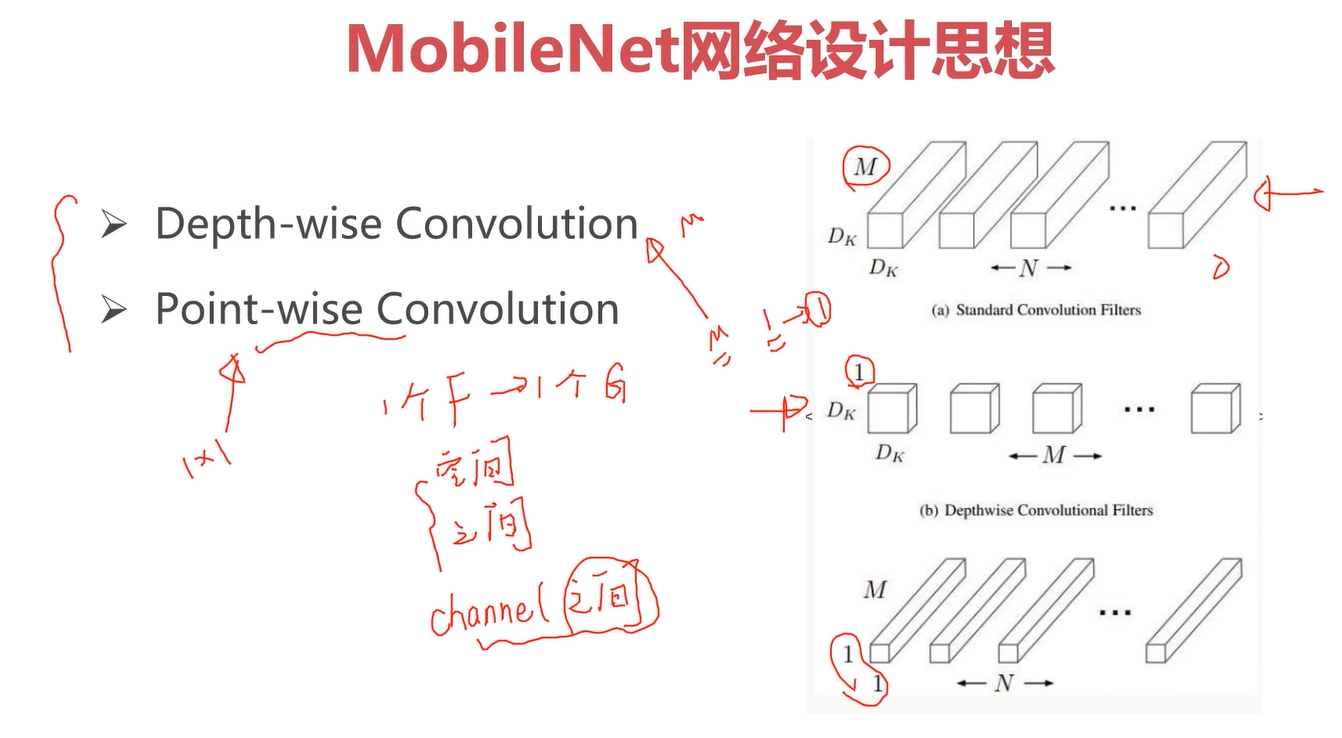 MobileNet网络设计思想
➢ Depth-wise Convolution
M
➢ Point-wise Convolution
M
1 → 1
1×1
1个F → 1个G
空间
之间
channel 之间
M
D_K
D_K
← N →
...
(a) Standard Convolution Filters
1
D_K
D_K
← M →
...
(b) Depthwise Convolutional Filters
M
1
1
← N →
...